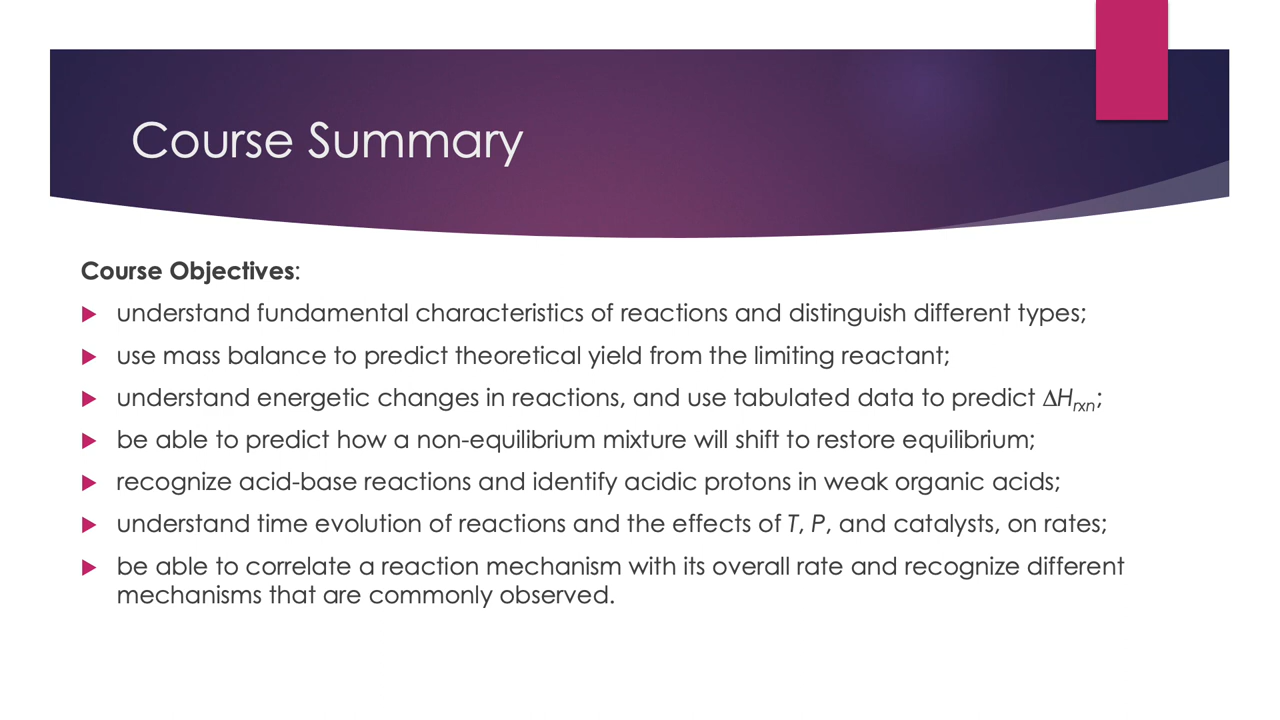 Course Summary
Course Objectives:
understand fundamental characteristics of reactions and distinguish different types;
use mass balance to predict theoretical yield from the limiting reactant;
understand energetic changes in reactions, and use tabulated data to predict ΔHrxn;
be able to predict how a non-equilibrium mixture will shift to restore equilibrium;
recognize acid-base reactions and identify acidic protons in weak organic acids;
understand time evolution of reactions and the effects of T, P, and catalysts, on rates;
be able to correlate a reaction mechanism with its overall rate and recognize different
mechanisms that are commonly observed.